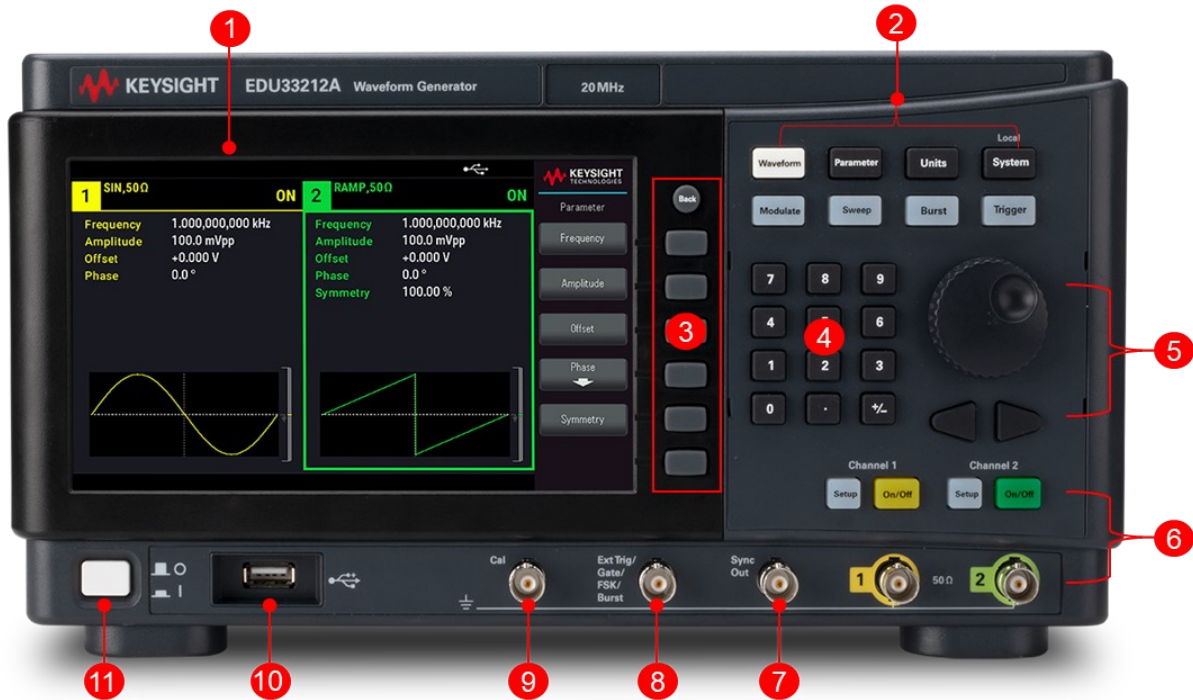 1
2
KEYSIGHT EDU33212A Waveform Generator 20 MHz
1 SIN,50Ω ON
2 RAMP,50Ω ON
KEYSIGHT
TECHNOLOGIES
Frequency 1.000,000,000 kHz
Amplitude 100.0 mVpp
Offset +0.000 V
Phase 0.0 °
Frequency 1.000,000,000 kHz
Amplitude 100.0 mVpp
Offset +0.000 V
Phase 0.0 °
Symmetry 100.00 %
Parameter
Frequency
Amplitude
Offset
Phase
Symmetry
Back
3
Local
Waveform Parameter Units System
Modulate Sweep Burst Trigger
7 8 9
4 6
1 2 3
0 . +/-
4
5
Channel 1 Channel 2
Setup On/Off Setup On/Off
6
Cal
Ext Trig/
Gate/
FSK/
Burst
Sync
Out
1 50 Ω 2
11
10
9
8
7